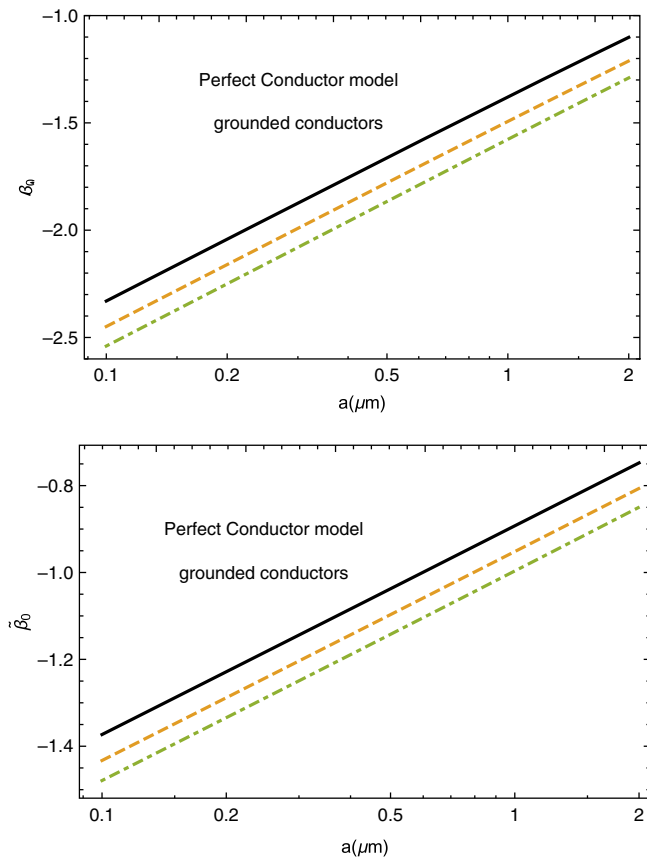 −1.0
Perfect Conductor model
grounded conductors
−1.5
−2.0
−2.5
0.1 0.2 0.5 1 2
a(μm)
−0.8
Perfect Conductor model
grounded conductors
−1.0
β̃₀
−1.2
−1.4
0.1 0.2 0.5 1 2
a(μm)